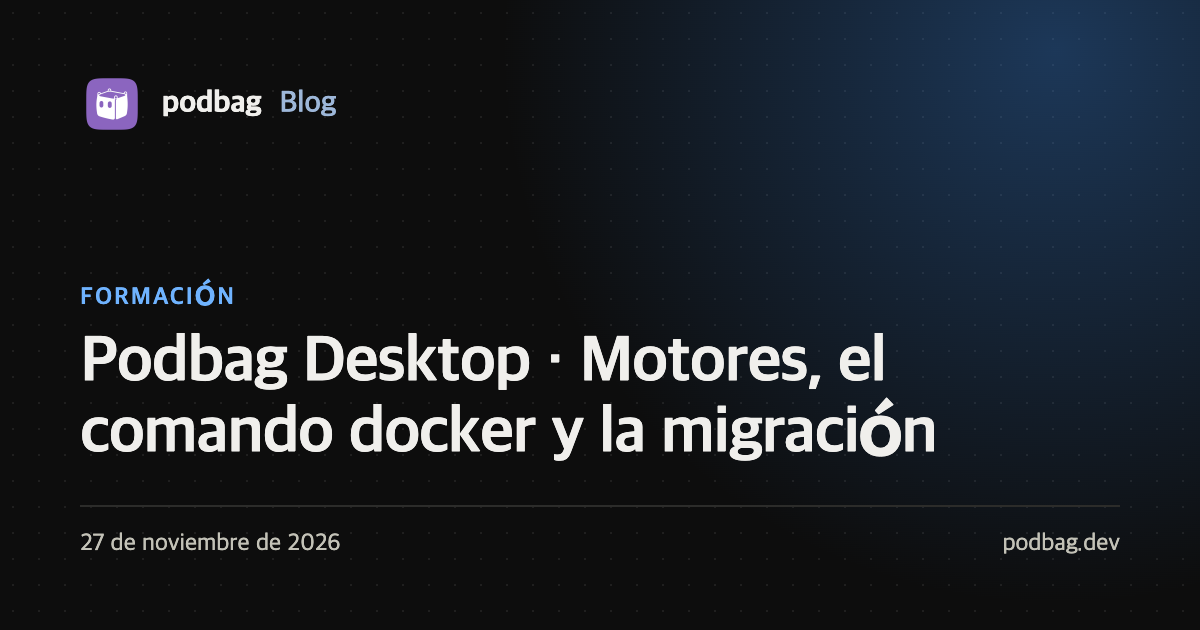 podbag Blog
FORMACIÓN
Podbag Desktop · Motores, el
comando docker y la migración
27 de noviembre de 2026
podbag.dev